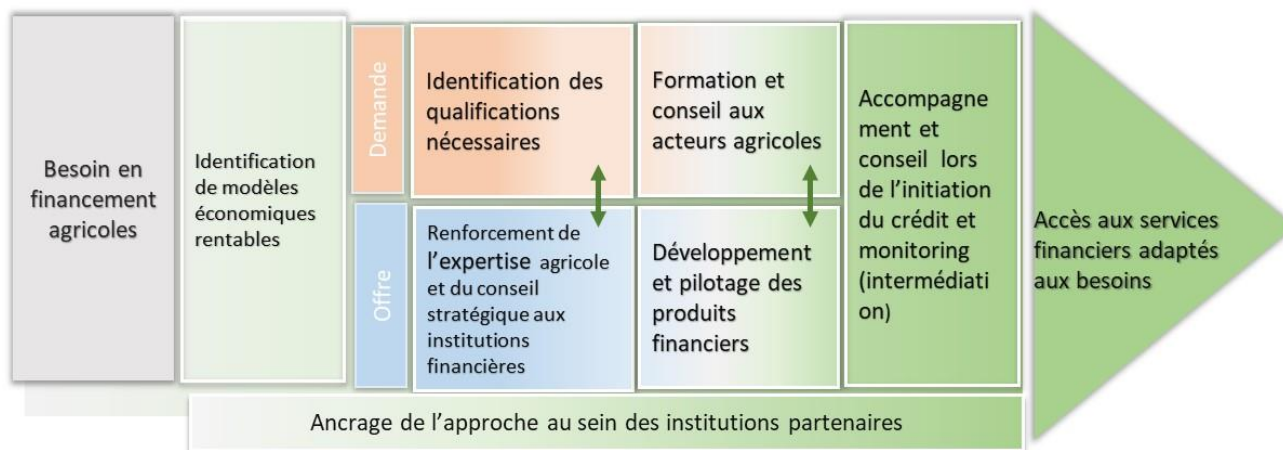 Besoin en
financement
agricoles
Identification
de modèles
économiques
rentables
Demande
Identification des
qualifications
nécessaires
Formation et
conseil aux
acteurs agricoles
Offre
Renforcement de
l'expertise agricole
et du conseil
stratégique aux
institutions
financières
Développement
et pilotage des
produits
financiers
Accompagne
ment et
conseil lors
de l'initiation
du crédit et
monitoring
(intermédiati
on)
Accès aux services
financiers adaptés
aux besoins
Ancrage de l'approche au sein des institutions partenaires